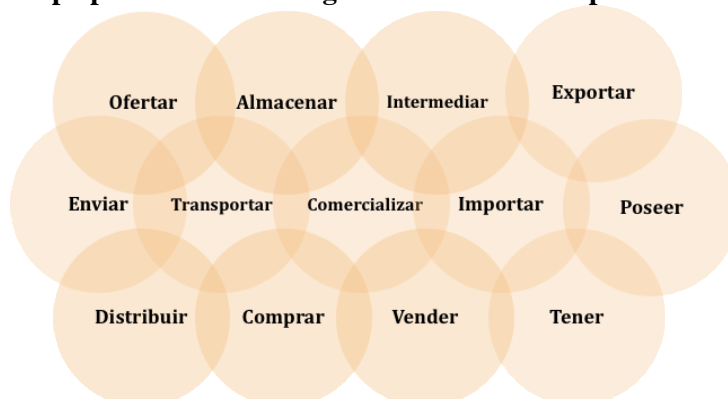 Ofertar Almacenar Intermediar Exportar
Enviar Transportar Comercializar Importar Poseer
Distribuir Comprar Vender Tener